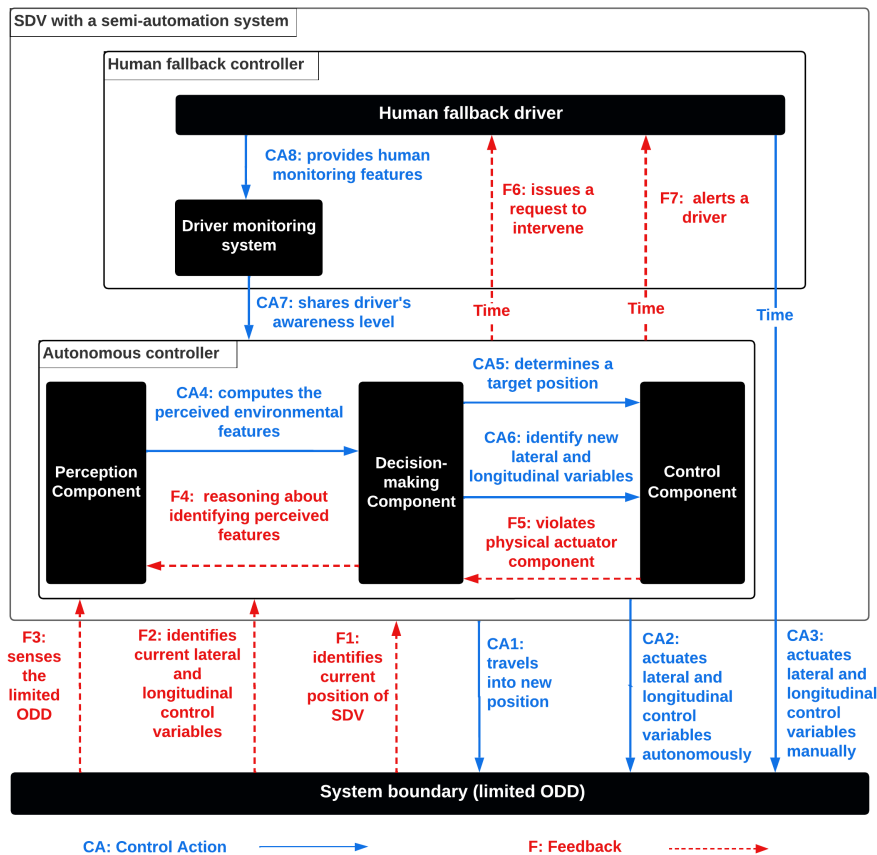 SDV with a semi-automation system
Human fallback controller
Human fallback driver
CA8: provides human
monitoring features
F6: issues a
request to
intervene
F7:  alerts a
driver
Driver monitoring
system
CA7: shares driver's
awareness level
Time
Time
Time
Autonomous controller
CA4: computes the
perceived environmental
features
CA5: determines a
target position
CA6: identify new
lateral and
longitudinal variables
Perception
Component
Decision-
making
Component
Control
Component
F4:  reasoning about
identifying perceived
features
F5: violates
physical actuator
component
F3:
senses
the
limited
ODD
F2: identifies
current lateral
and
longitudinal
control
variables
F1:
identifies
current
position of
SDV
CA1:
travels
into new
position
CA2:
actuates
lateral and
longitudinal
control
variables
autonomously
CA3:
actuates
lateral and
longitudinal
control
variables
manually
System boundary (limited ODD)
CA: Control Action
F: Feedback